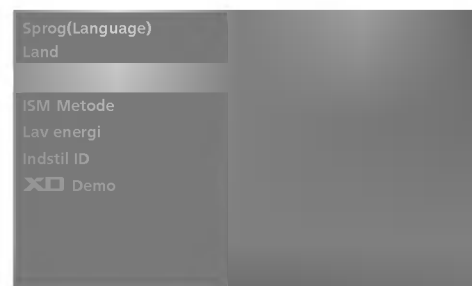 Sprog(Language)
Land
ISM Metode
Lav energi
Indstil ID
XD Demo